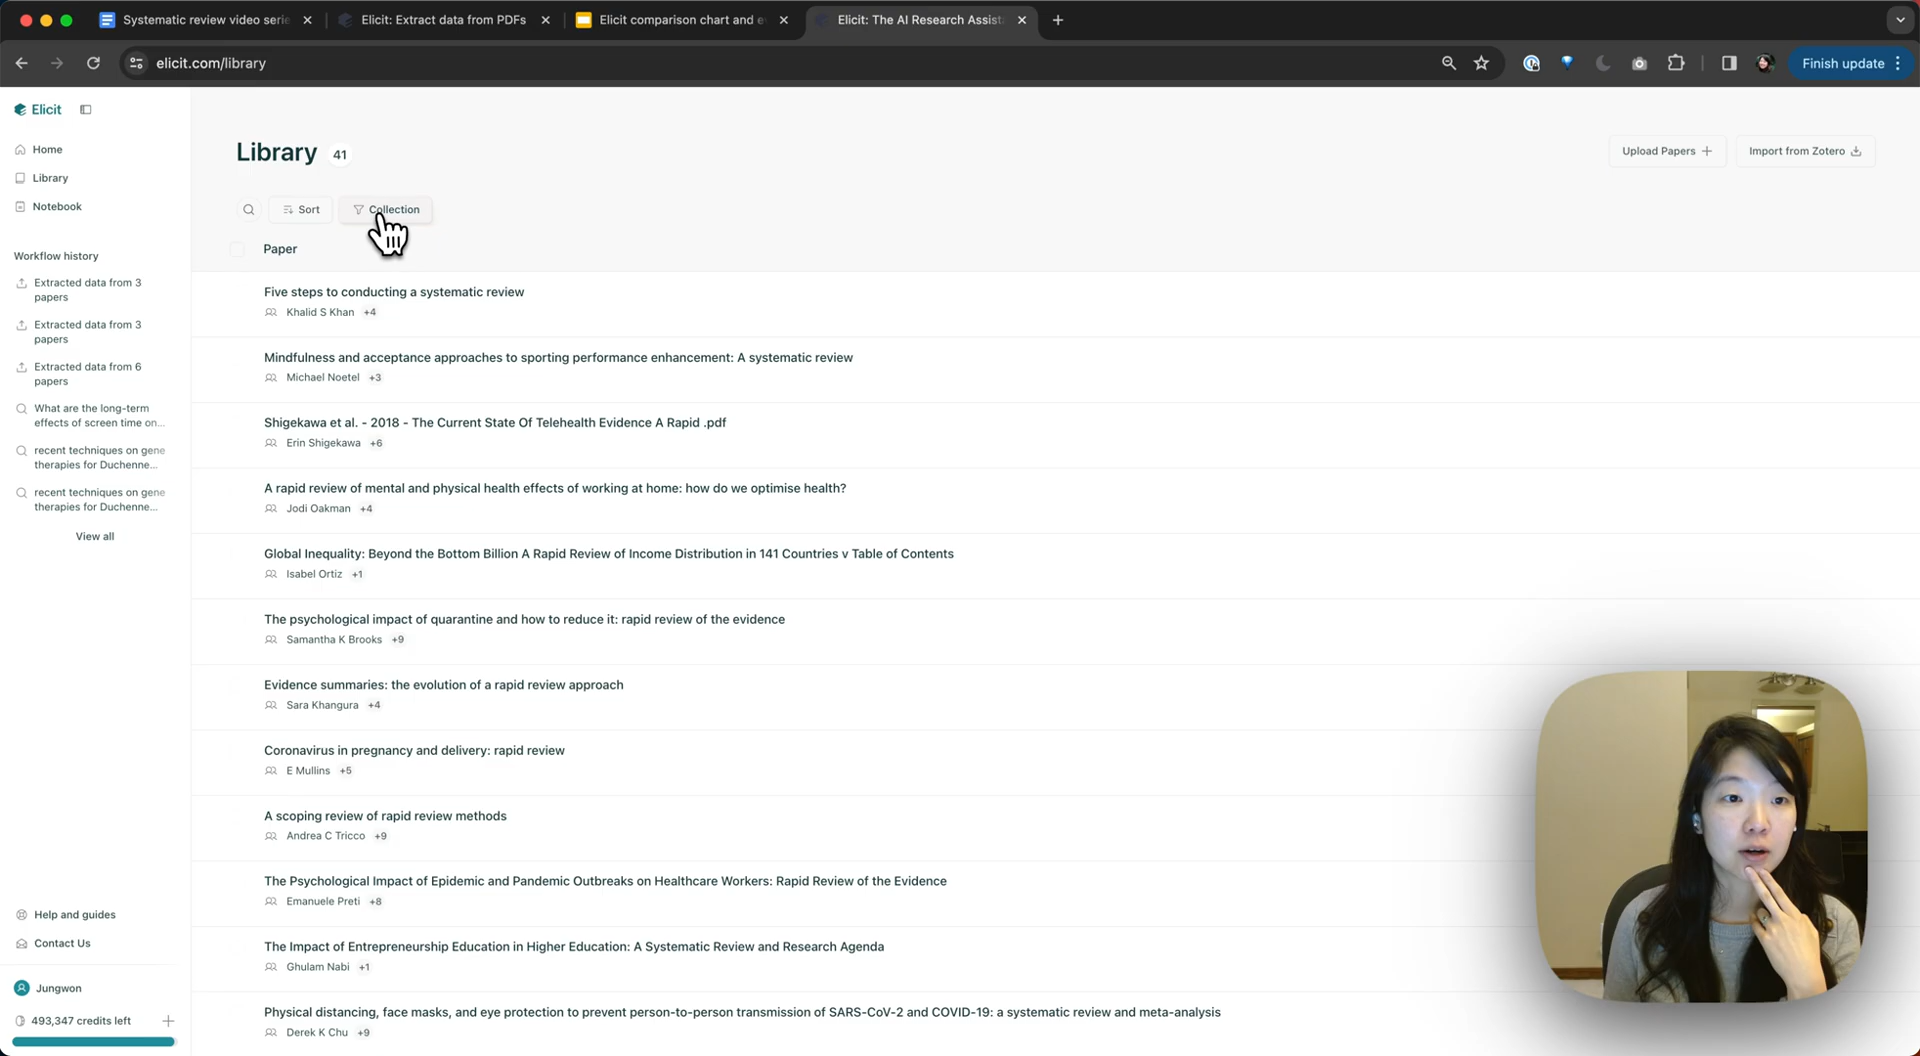 Systematic review video serie
Elicit: Extract data from PDFs
Elicit comparison chart and e
Elicit: The AI Research Assist
elicit.com/library
Finish update
Elicit
Home
Library
Notebook
Workflow history
Extracted data from 3
papers
Extracted data from 3
papers
Extracted data from 6
papers
What are the long-term
effects of screen time on...
recent techniques on gene
therapies for Duchenne...
recent techniques on gene
therapies for Duchenne...
View all
Help and guides
Contact Us
Jungwon
493,347 credits left
Library 41
Upload Papers
Import from Zotero
Sort
Collection
Paper
Five steps to conducting a systematic review
Khalid S Khan +4
Mindfulness and acceptance approaches to sporting performance enhancement: A systematic review
Michael Noetel +3
Shigekawa et al. - 2018 - The Current State Of Telehealth Evidence A Rapid .pdf
Erin Shigekawa +6
A rapid review of mental and physical health effects of working at home: how do we optimise health?
Jodi Oakman +4
Global Inequality: Beyond the Bottom Billion A Rapid Review of Income Distribution in 141 Countries v Table of Contents
Isabel Ortiz +1
The psychological impact of quarantine and how to reduce it: rapid review of the evidence
Samantha K Brooks +9
Evidence summaries: the evolution of a rapid review approach
Sara Khangura +4
Coronavirus in pregnancy and delivery: rapid review
E Mullins +5
A scoping review of rapid review methods
Andrea C Tricco +9
The Psychological Impact of Epidemic and Pandemic Outbreaks on Healthcare Workers: Rapid Review of the Evidence
Emanuele Preti +8
The Impact of Entrepreneurship Education in Higher Education: A Systematic Review and Research Agenda
Ghulam Nabi +1
Physical distancing, face masks, and eye protection to prevent person-to-person transmission of SARS-CoV-2 and COVID-19: a systematic review and meta-analysis
Derek K Chu +9